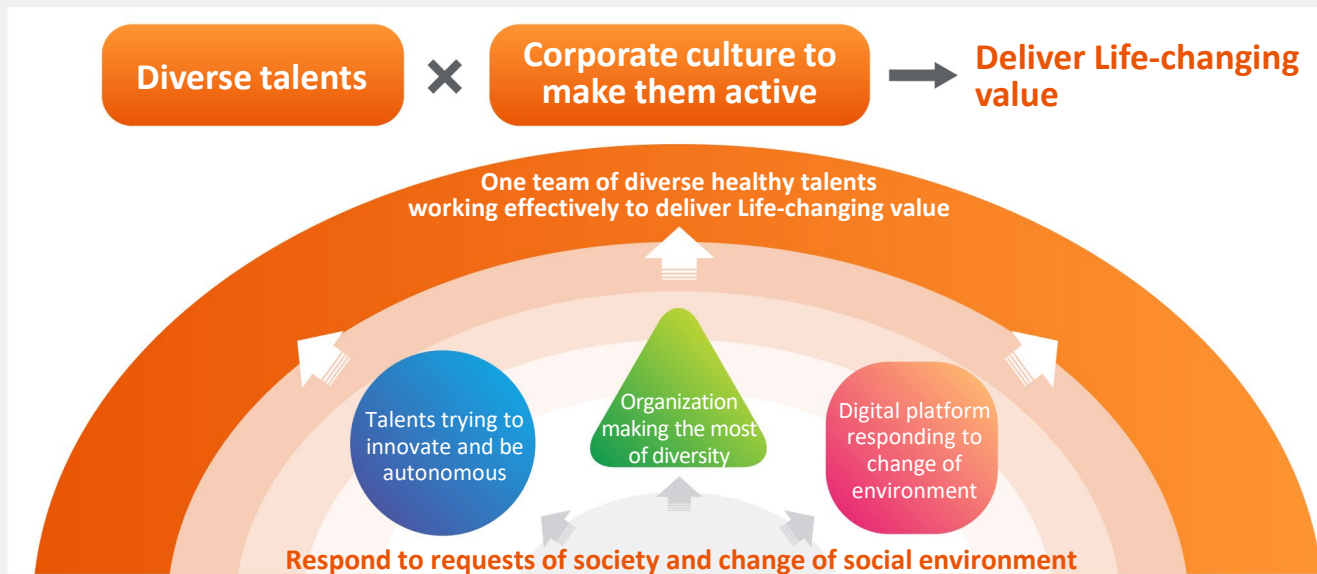 Diverse talents
×
Corporate culture to
make them active
Deliver Life-changing
value
One team of diverse healthy talents
working effectively to deliver Life-changing value
Talents trying to
innovate and be
autonomous
Organization
making the most
of diversity
Digital platform
responding to
change of
environment
Respond to requests of society and change of social environment